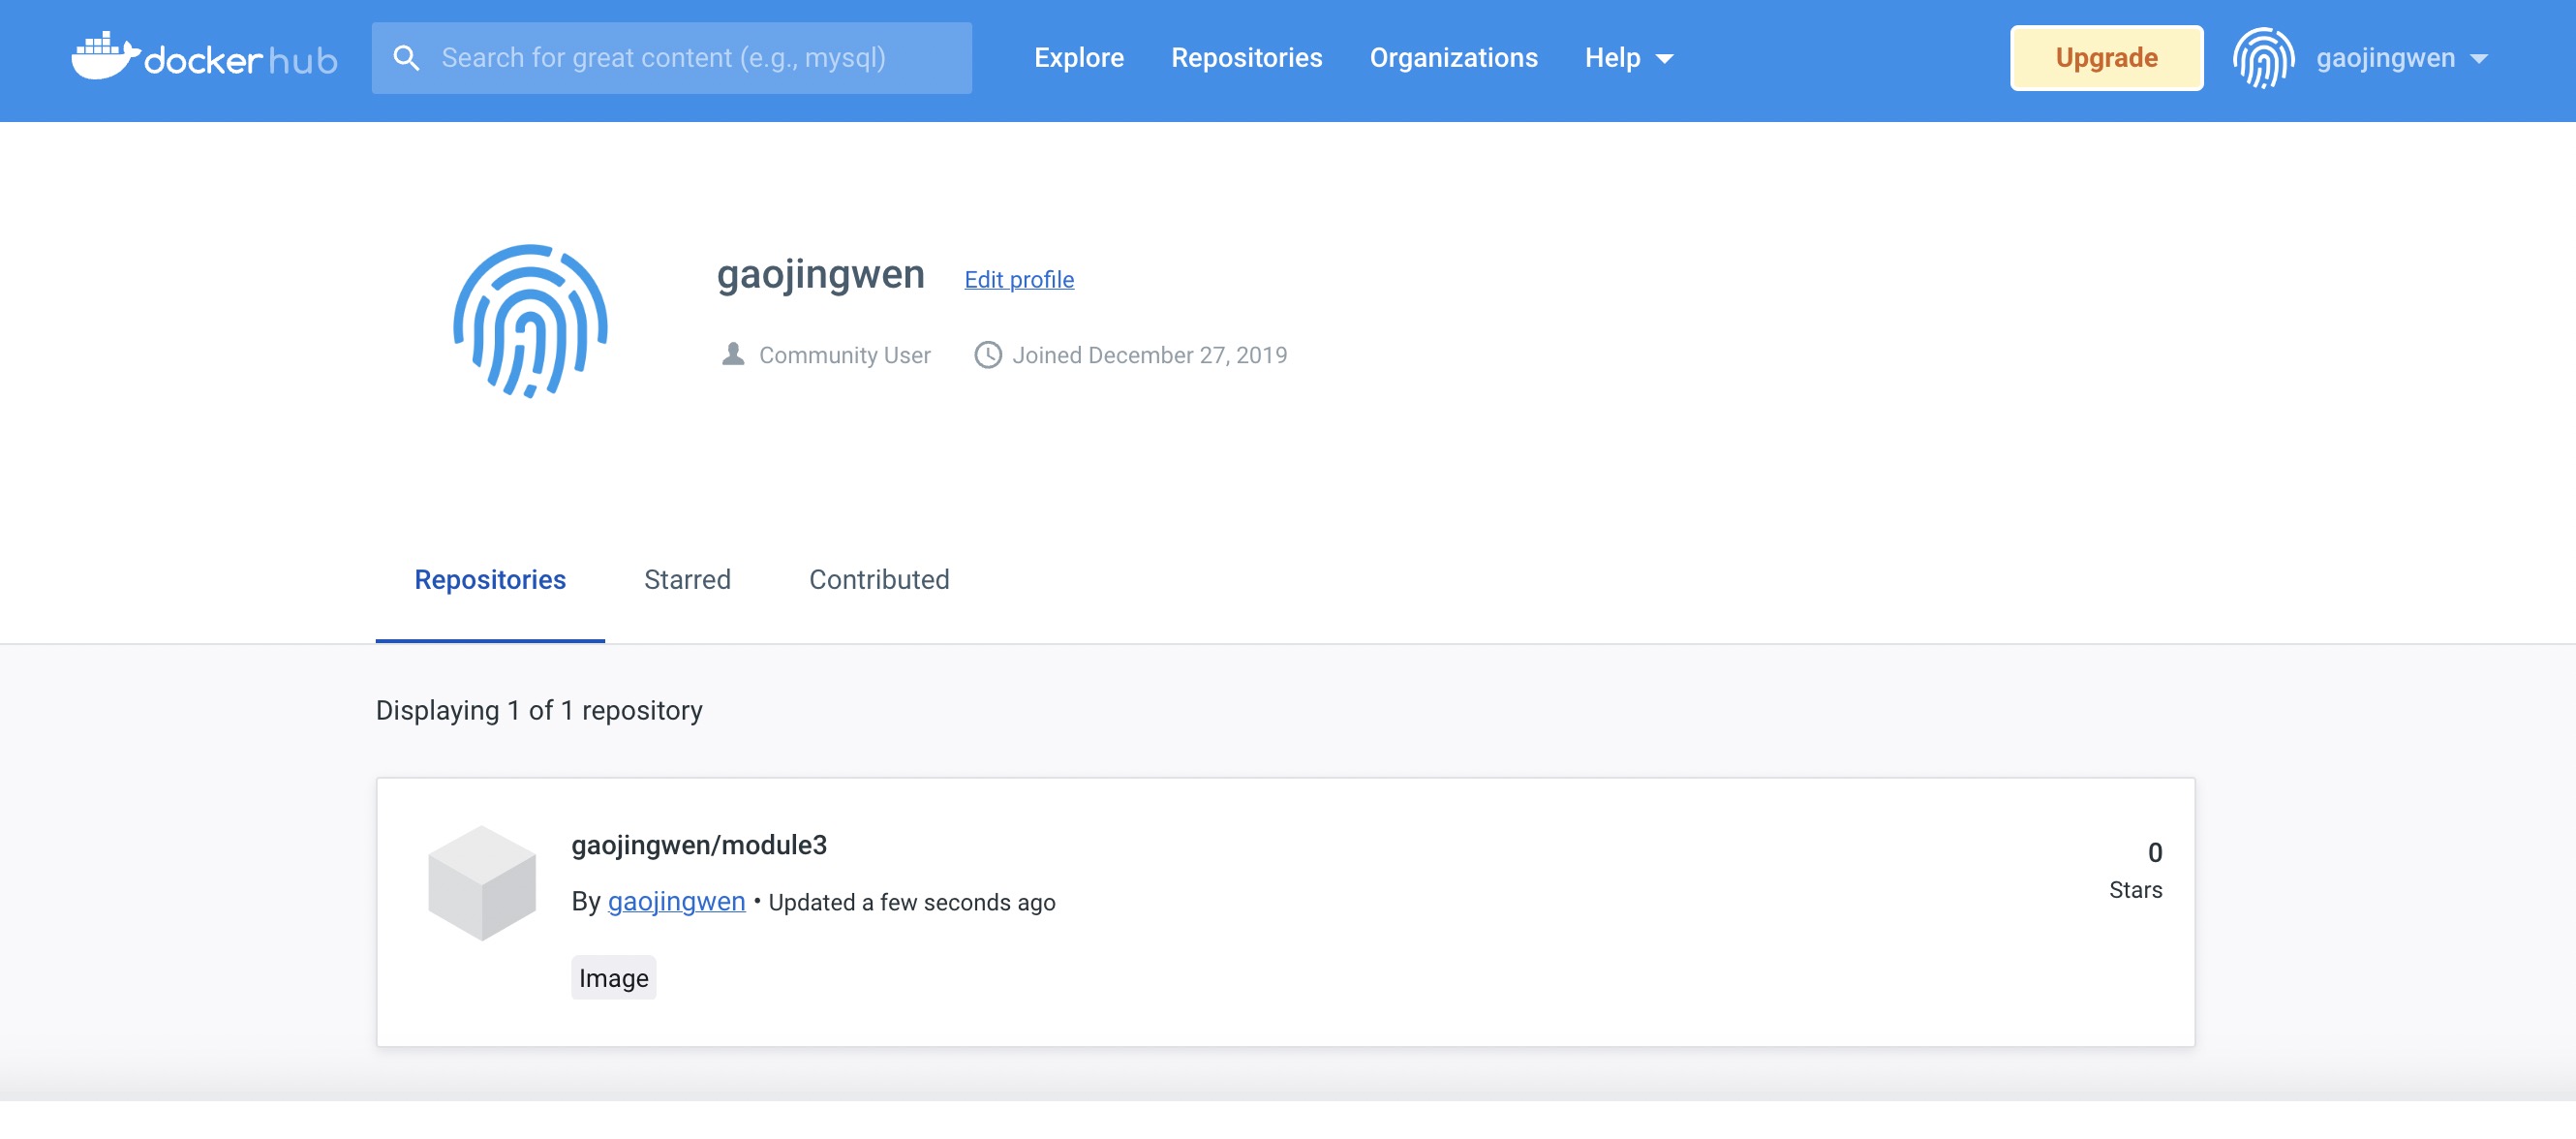 docker hub
Search for great content (e.g., mysql)
Explore
Repositories
Organizations
Help
Upgrade
gaojingwen
gaojingwen Edit profile
Community User Joined December 27, 2019
Repositories Starred Contributed
Displaying 1 of 1 repository
gaojingwen/module3
0
Stars
By gaojingwen • Updated a few seconds ago
Image